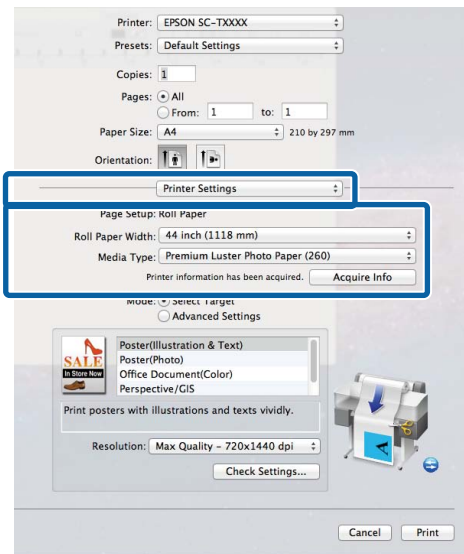 Printer: EPSON SC-TXXXX
Presets: Default Settings
Copies: 1
Pages: All
From: 1 to: 1
Paper Size: A4 210 by 297 mm
Orientation:
Printer Settings
Page Setup: Roll Paper
Roll Paper Width: 44 inch (1118 mm)
Media Type: Premium Luster Photo Paper (260)
Printer information has been acquired. Acquire Info
Mode: Select Target
Advanced Settings
SALE
In Store Now
Poster(Illustration & Text)
Poster(Photo)
Office Document(Color)
Perspective/GIS
Print posters with illustrations and texts vividly.
Resolution: Max Quality – 720x1440 dpi
Check Settings...
A
Cancel Print